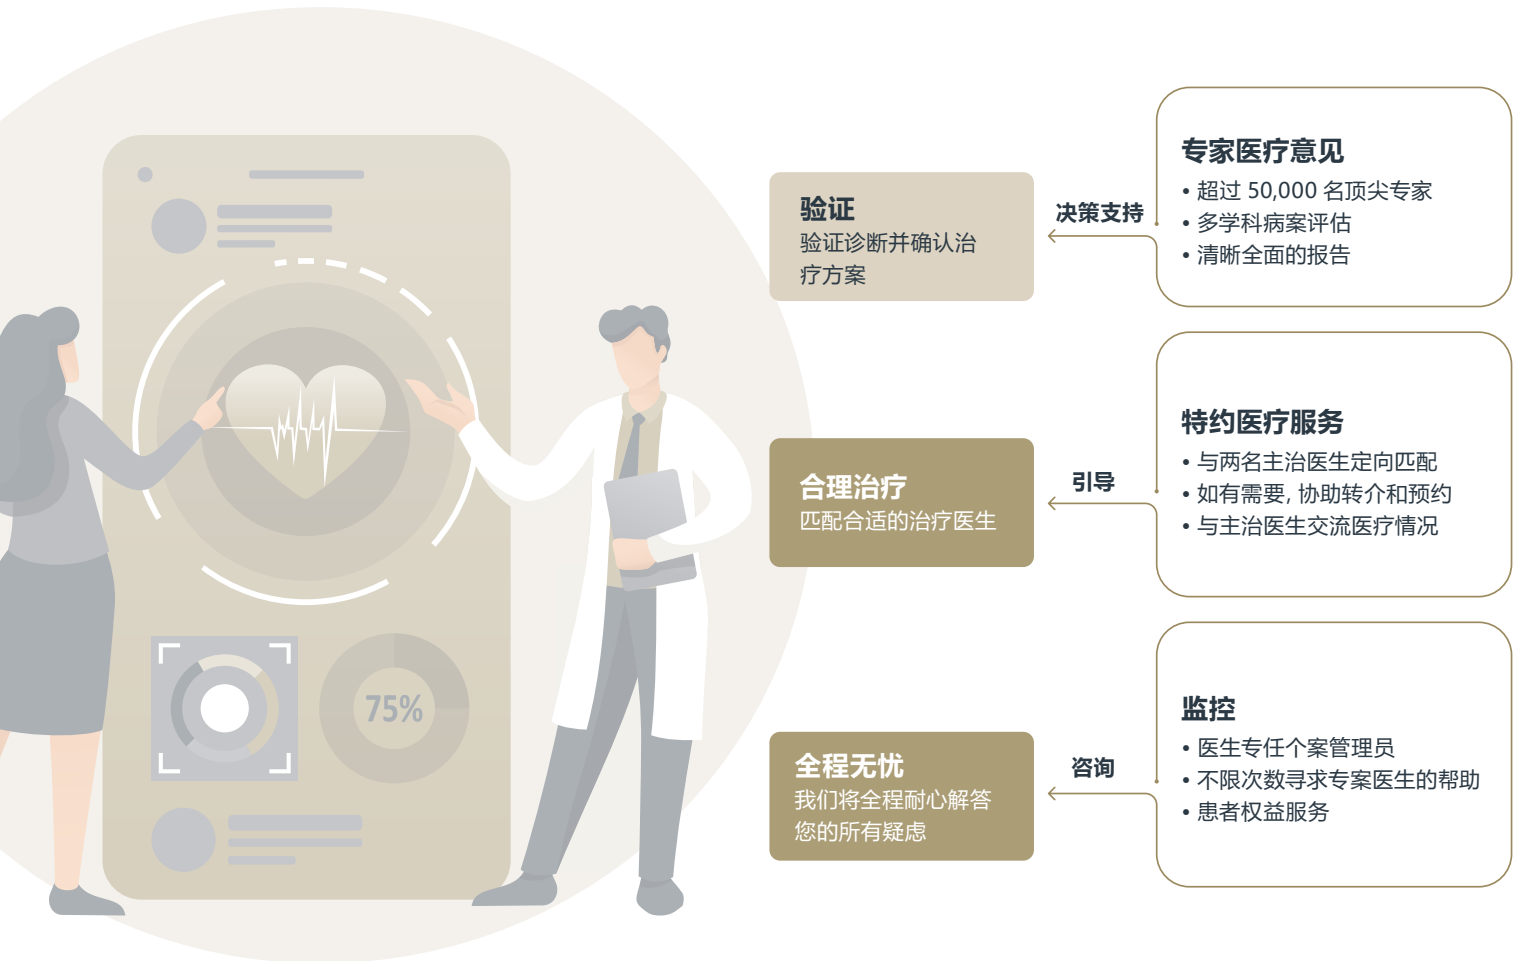 75%
验证
验证诊断并确认治
疗方案
决策支持
专家医疗意见
• 超过 50,000 名顶尖专家
• 多学科病案评估
• 清晰全面的报告
合理治疗
匹配合适的治疗医生
引导
特约医疗服务
• 与两名主治医生定向匹配
• 如有需要, 协助转介和预约
• 与主治医生交流医疗情况
全程无忧
我们将全程耐心解答
您的所有疑虑
咨询
监控
• 医生专任个案管理员
• 不限次数寻求专案医生的帮助
• 患者权益服务